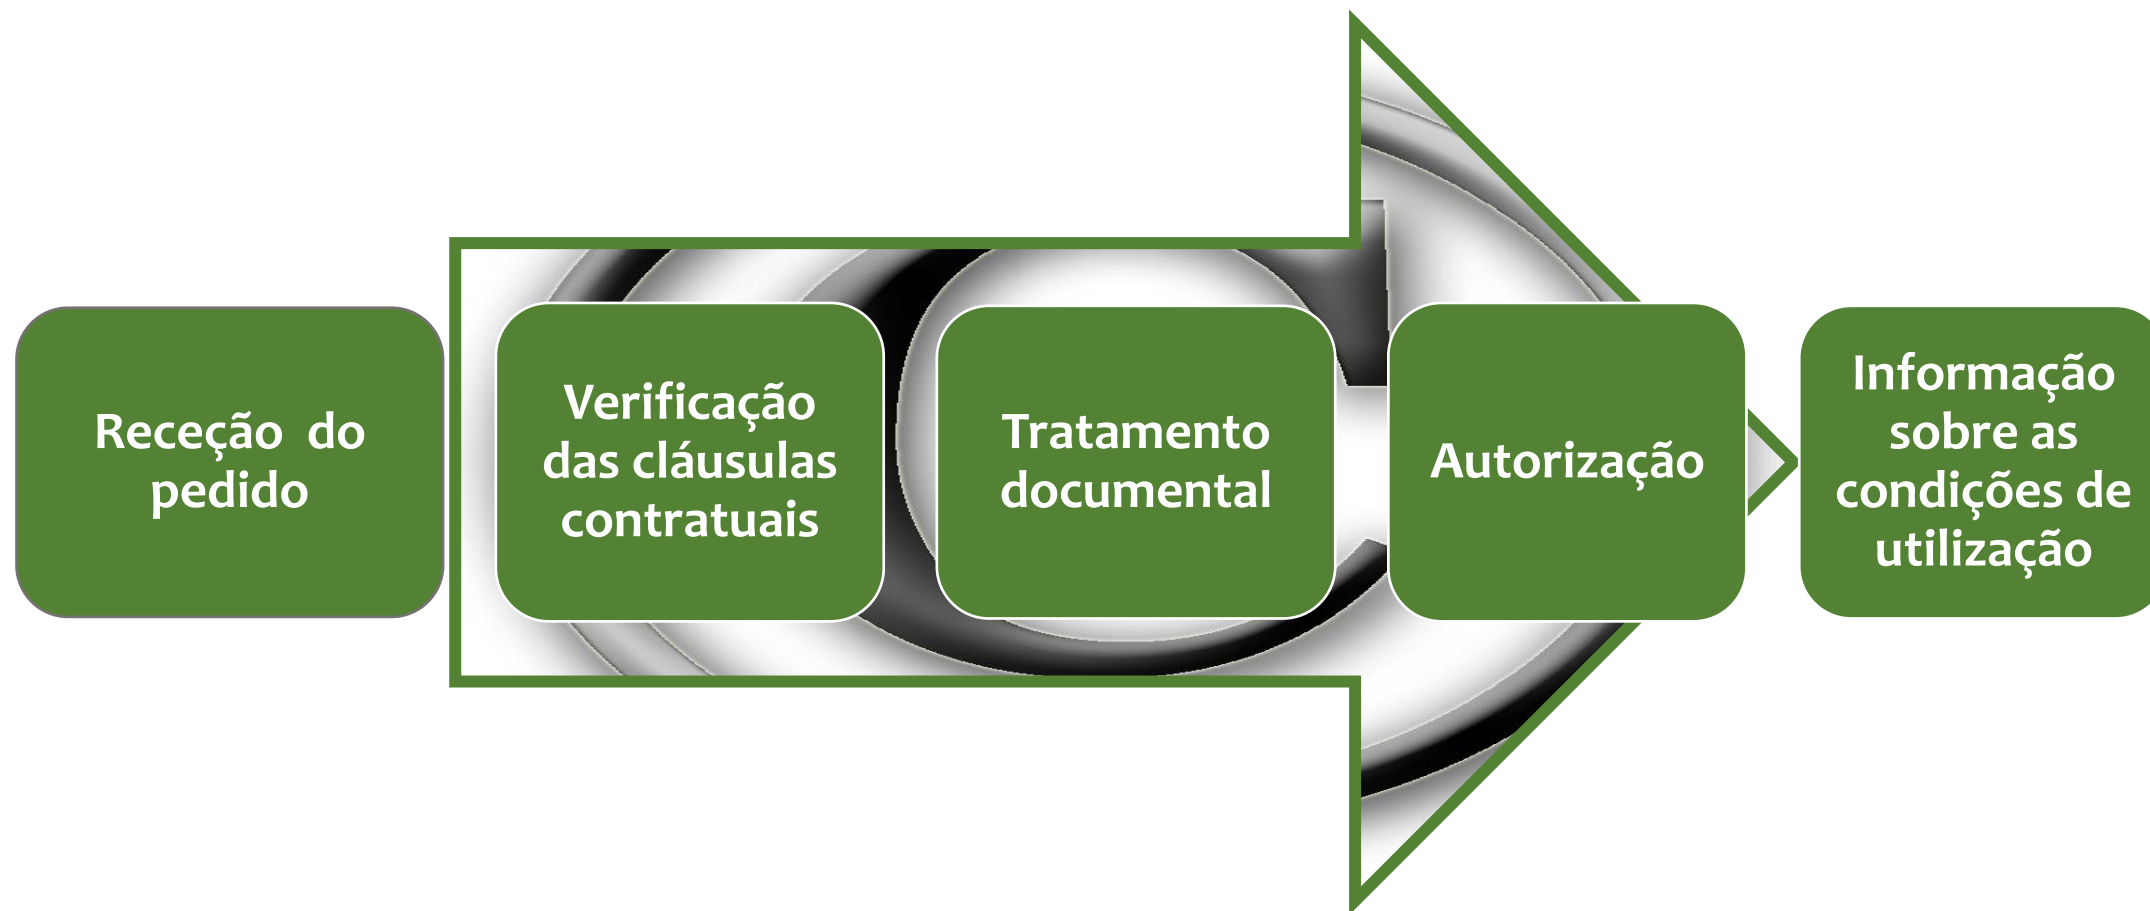 Receção do
pedido
Verificação
das cláusulas
contratuais
Tratamento
documental
Autorização
Informação
sobre as
condições de
utilização